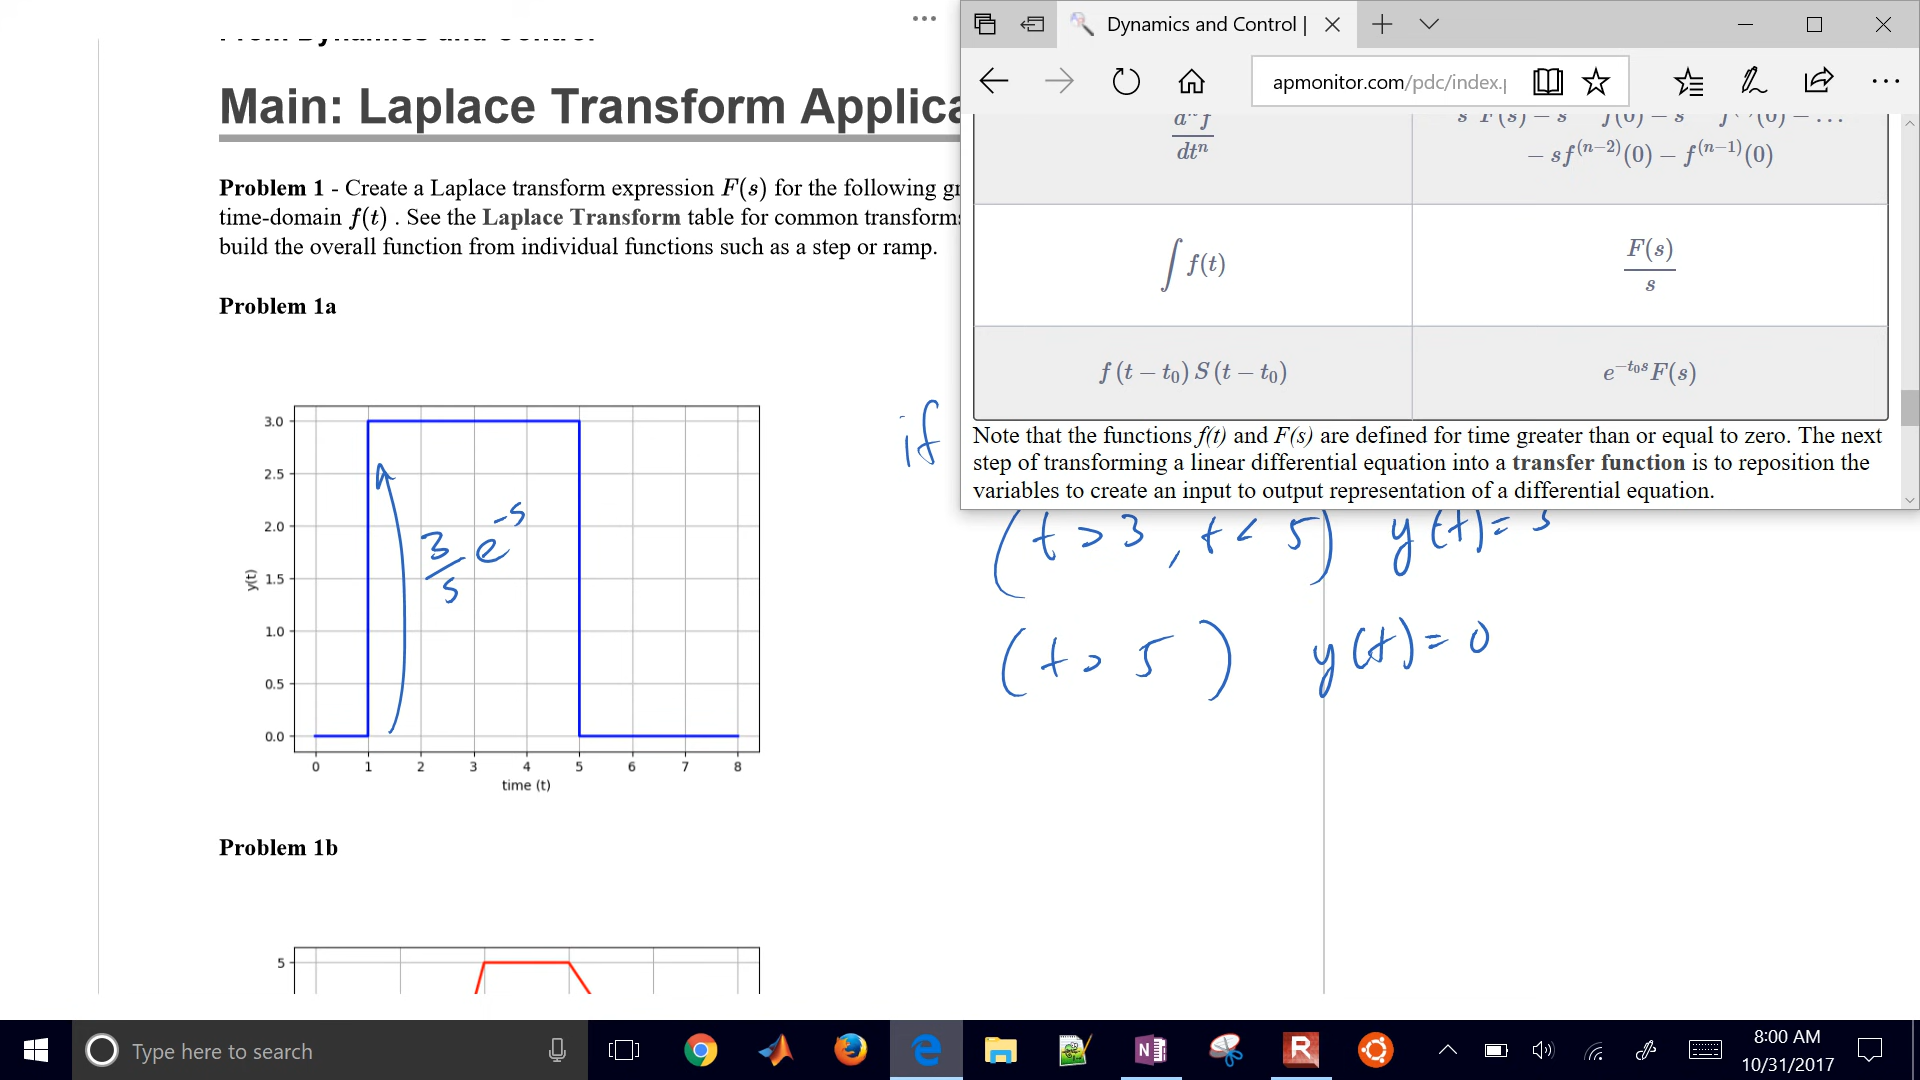 Main: Laplace Transform Applica
Problem 1 - Create a Laplace transform expression F(s) for the following gr
time-domain f(t) . See the Laplace Transform table for common transforms
build the overall function from individual functions such as a step or ramp.
Problem 1a
3.0
2.5
2.0
1.5
1.0
0.5
0.0
y(t)
0 1 2 3 4 5 6 7 8
time (t)
3/s e^-s
Problem 1b
5
Dynamics and Control |
apmonitor.com/pdc/index.p
d^n f / dt^n
− sf^(n−2)(0) − f^(n−1)(0)
∫ f(t)
F(s) / s
f (t − t₀) S (t − t₀)
e^−t₀s F(s)
Note that the functions f(t) and F(s) are defined for time greater than or equal to zero. The next
step of transforming a linear differential equation into a transfer function is to reposition the
variables to create an input to output representation of a differential equation.
if
(t > 3, t < 5) y(t) = 3
(t > 5) y(t) = 0
Type here to search
8:00 AM
10/31/2017